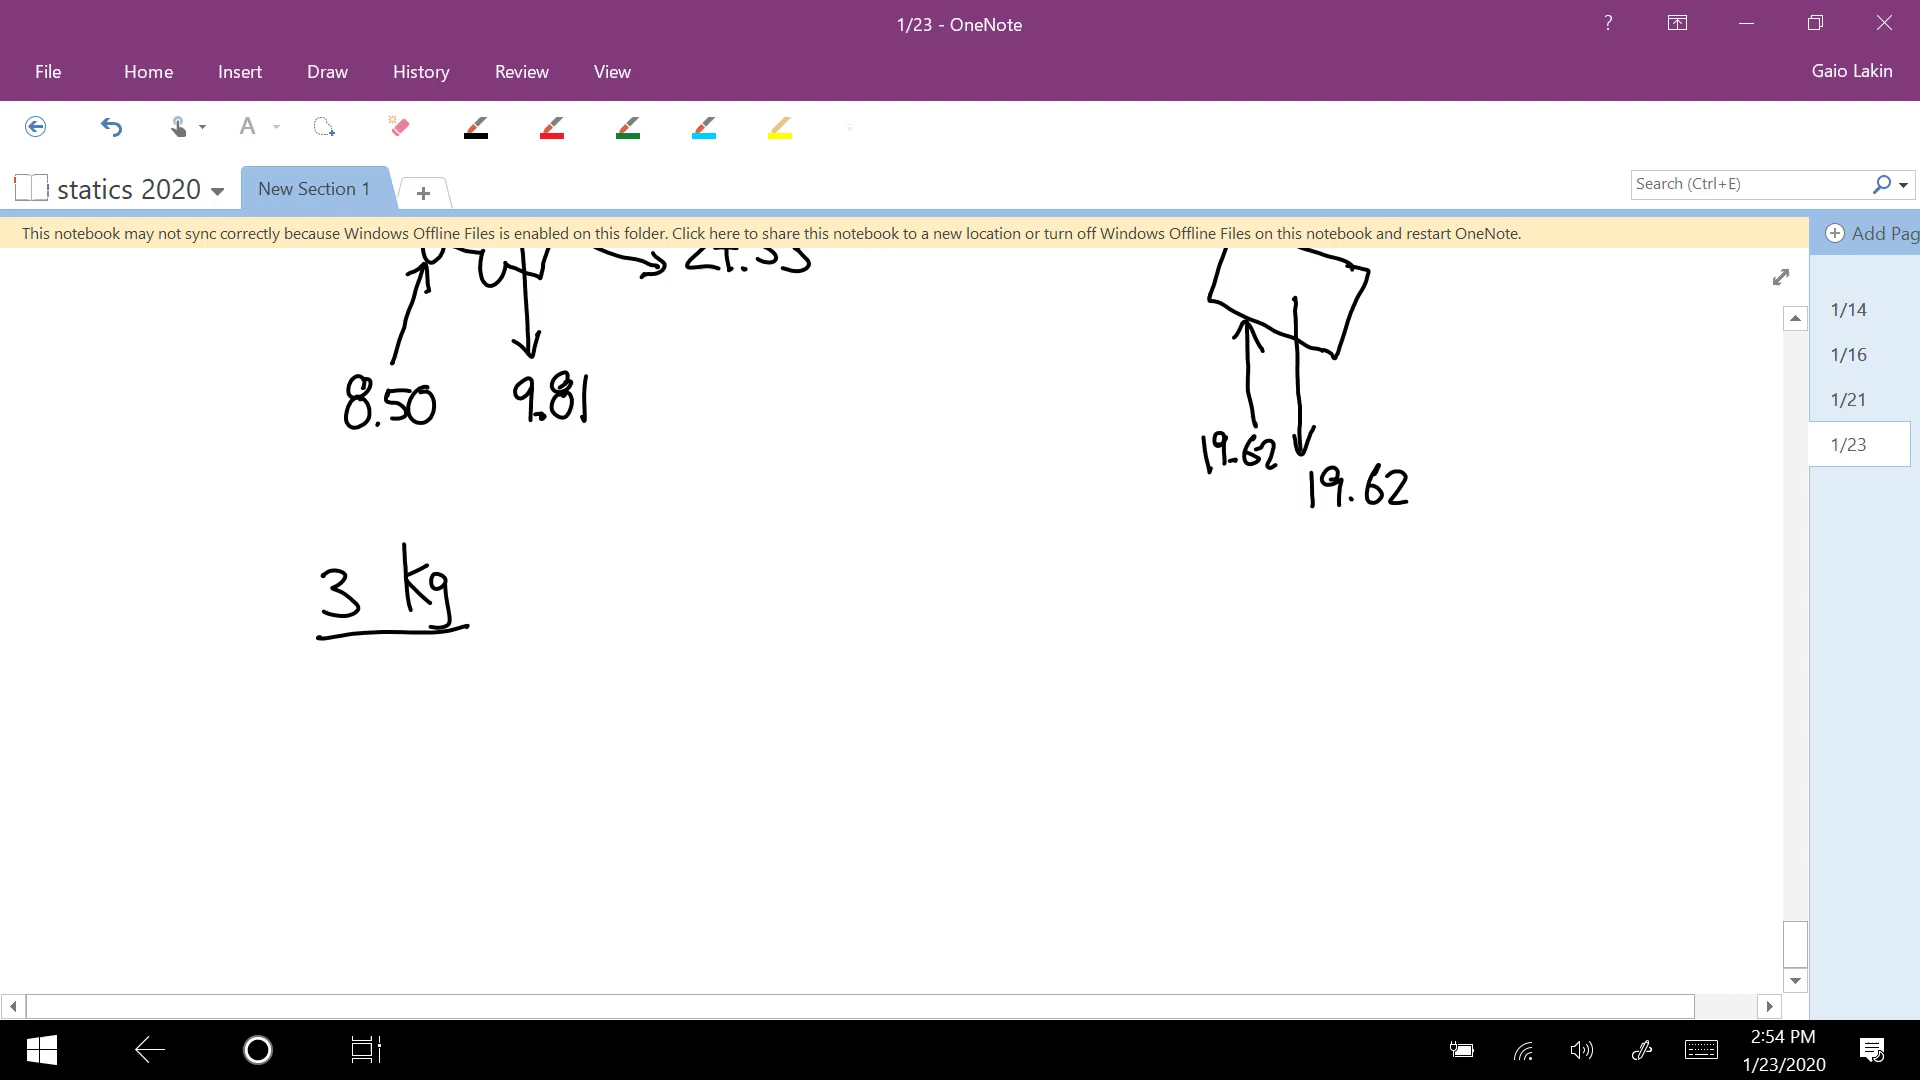 1/23 - OneNote
?
File Home Insert Draw History Review View
Gaio Lakin
A
statics 2020
New Section 1
+
Search (Ctrl+E)
This notebook may not sync correctly because Windows Offline Files is enabled on this folder. Click here to share this notebook to a new location or turn off Windows Offline Files on this notebook and restart OneNote.
Add Pag
1/14
1/16
1/21
1/23
8.50 9.81
19.62
19.62
3 kg
2:54 PM
1/23/2020